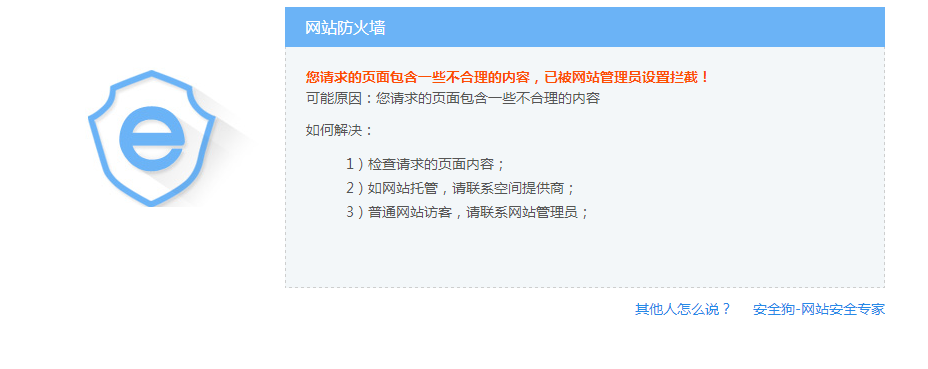 网站防火墙
您请求的页面包含一些不合理的内容，已被网站管理员设置拦截！
可能原因：您请求的页面包含一些不合理的内容
如何解决：
1）检查请求的页面内容；
2）如网站托管，请联系空间提供商；
3）普通网站访客，请联系网站管理员；
其他人怎么说？ 安全狗-网站安全专家